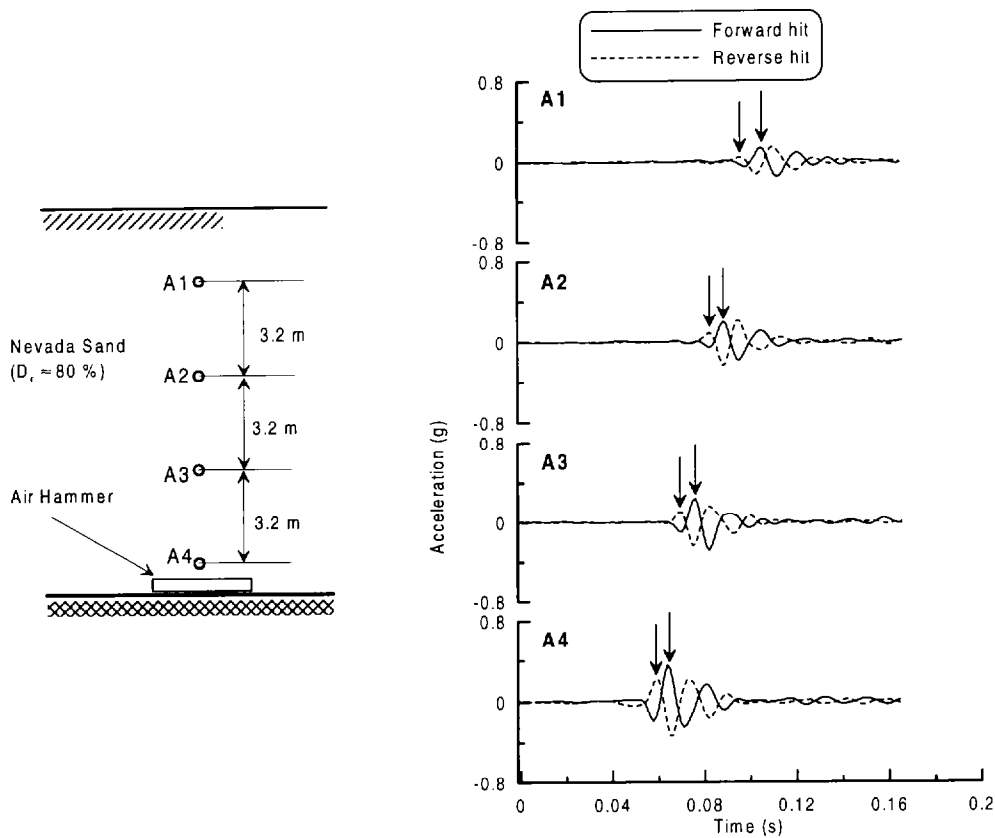 Forward hit
Reverse hit
A1
3.2 m
Nevada Sand
(Dr ≈ 80 %)
A2
3.2 m
A3
Air Hammer
3.2 m
A4
Acceleration (g)
0.8
A1
0
-0.8
0.8
A2
0
-0.8
0.8
A3
0
-0.8
0.8
A4
0
-0.8
0
0.04
0.08
0.12
0.16
0.2
Time (s)